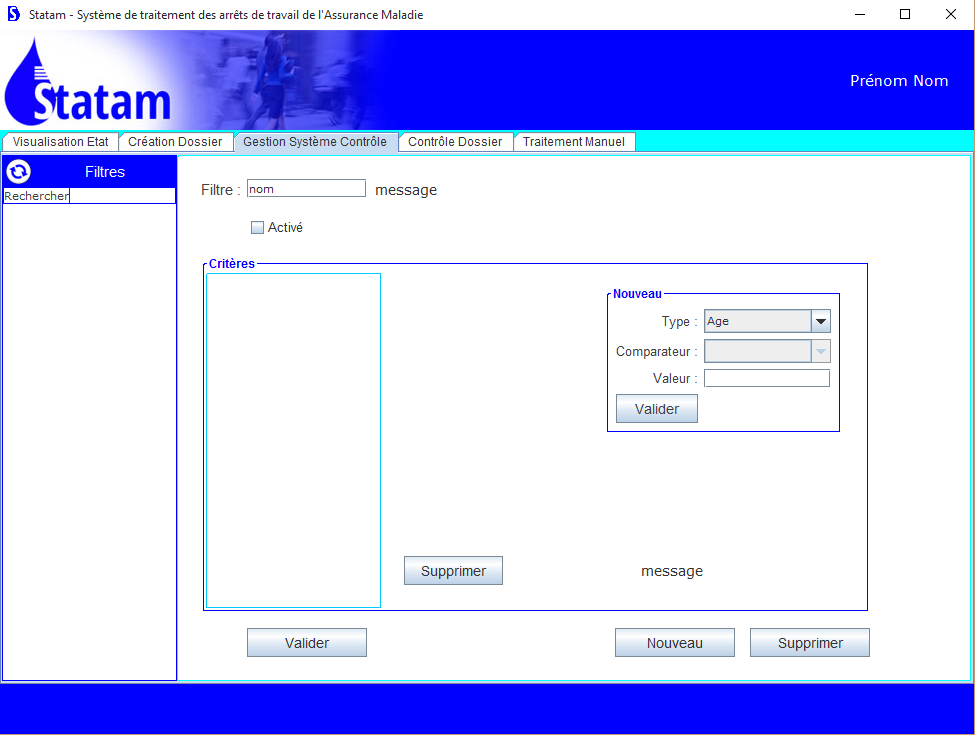 Statam - Système de traitement des arrêts de travail de l'Assurance Maladie
Statam
Prénom Nom
Visualisation Etat
Création Dossier
Gestion Système Contrôle
Contrôle Dossier
Traitement Manuel
Filtres
Rechercher
Filtre : nom message
Activé
Critères
Nouveau
Type : Age
Comparateur :
Valeur :
Valider
Supprimer
message
Valider
Nouveau
Supprimer